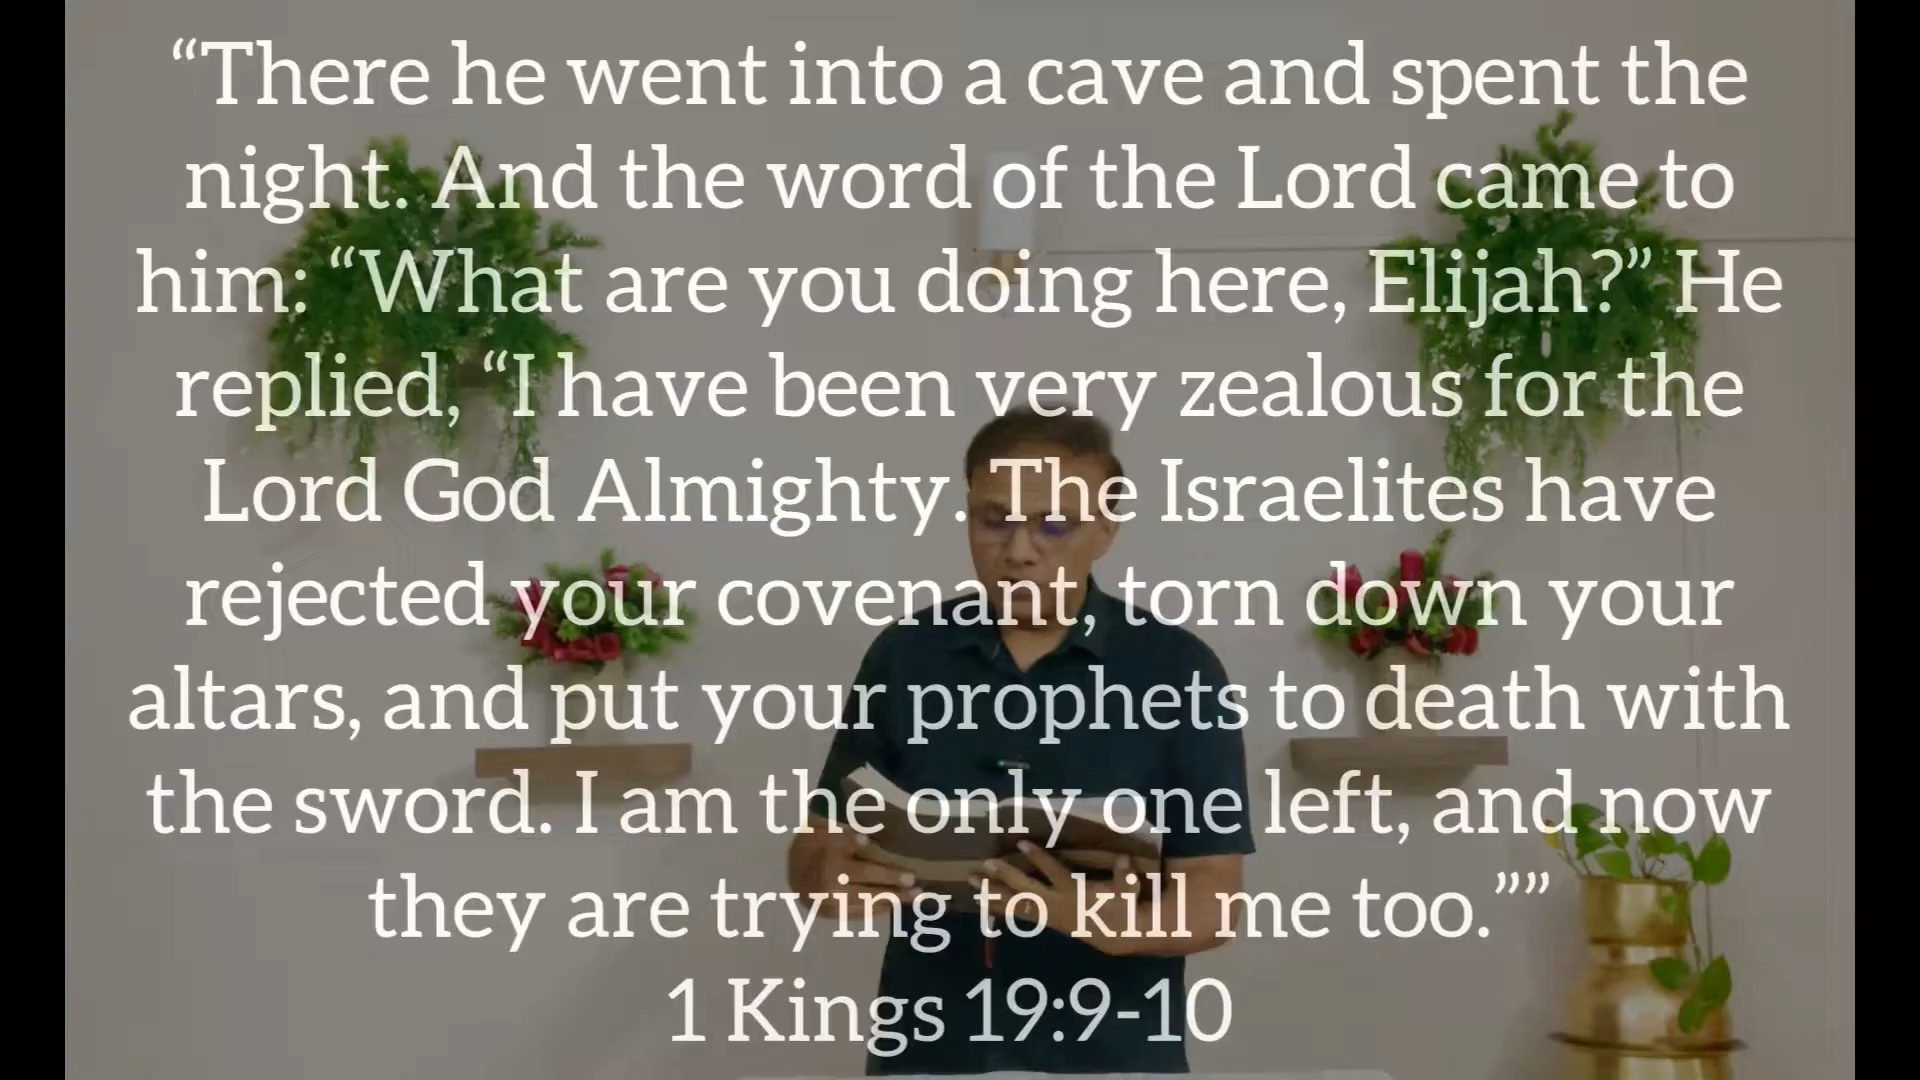 “There he went into a cave and spent the
night. And the word of the Lord came to
him: “What are you doing here, Elijah?” He
replied, “I have been very zealous for the
Lord God Almighty. The Israelites have
rejected your covenant, torn down your
altars, and put your prophets to death with
the sword. I am the only one left, and now
they are trying to kill me too.””
1 Kings 19:9-10